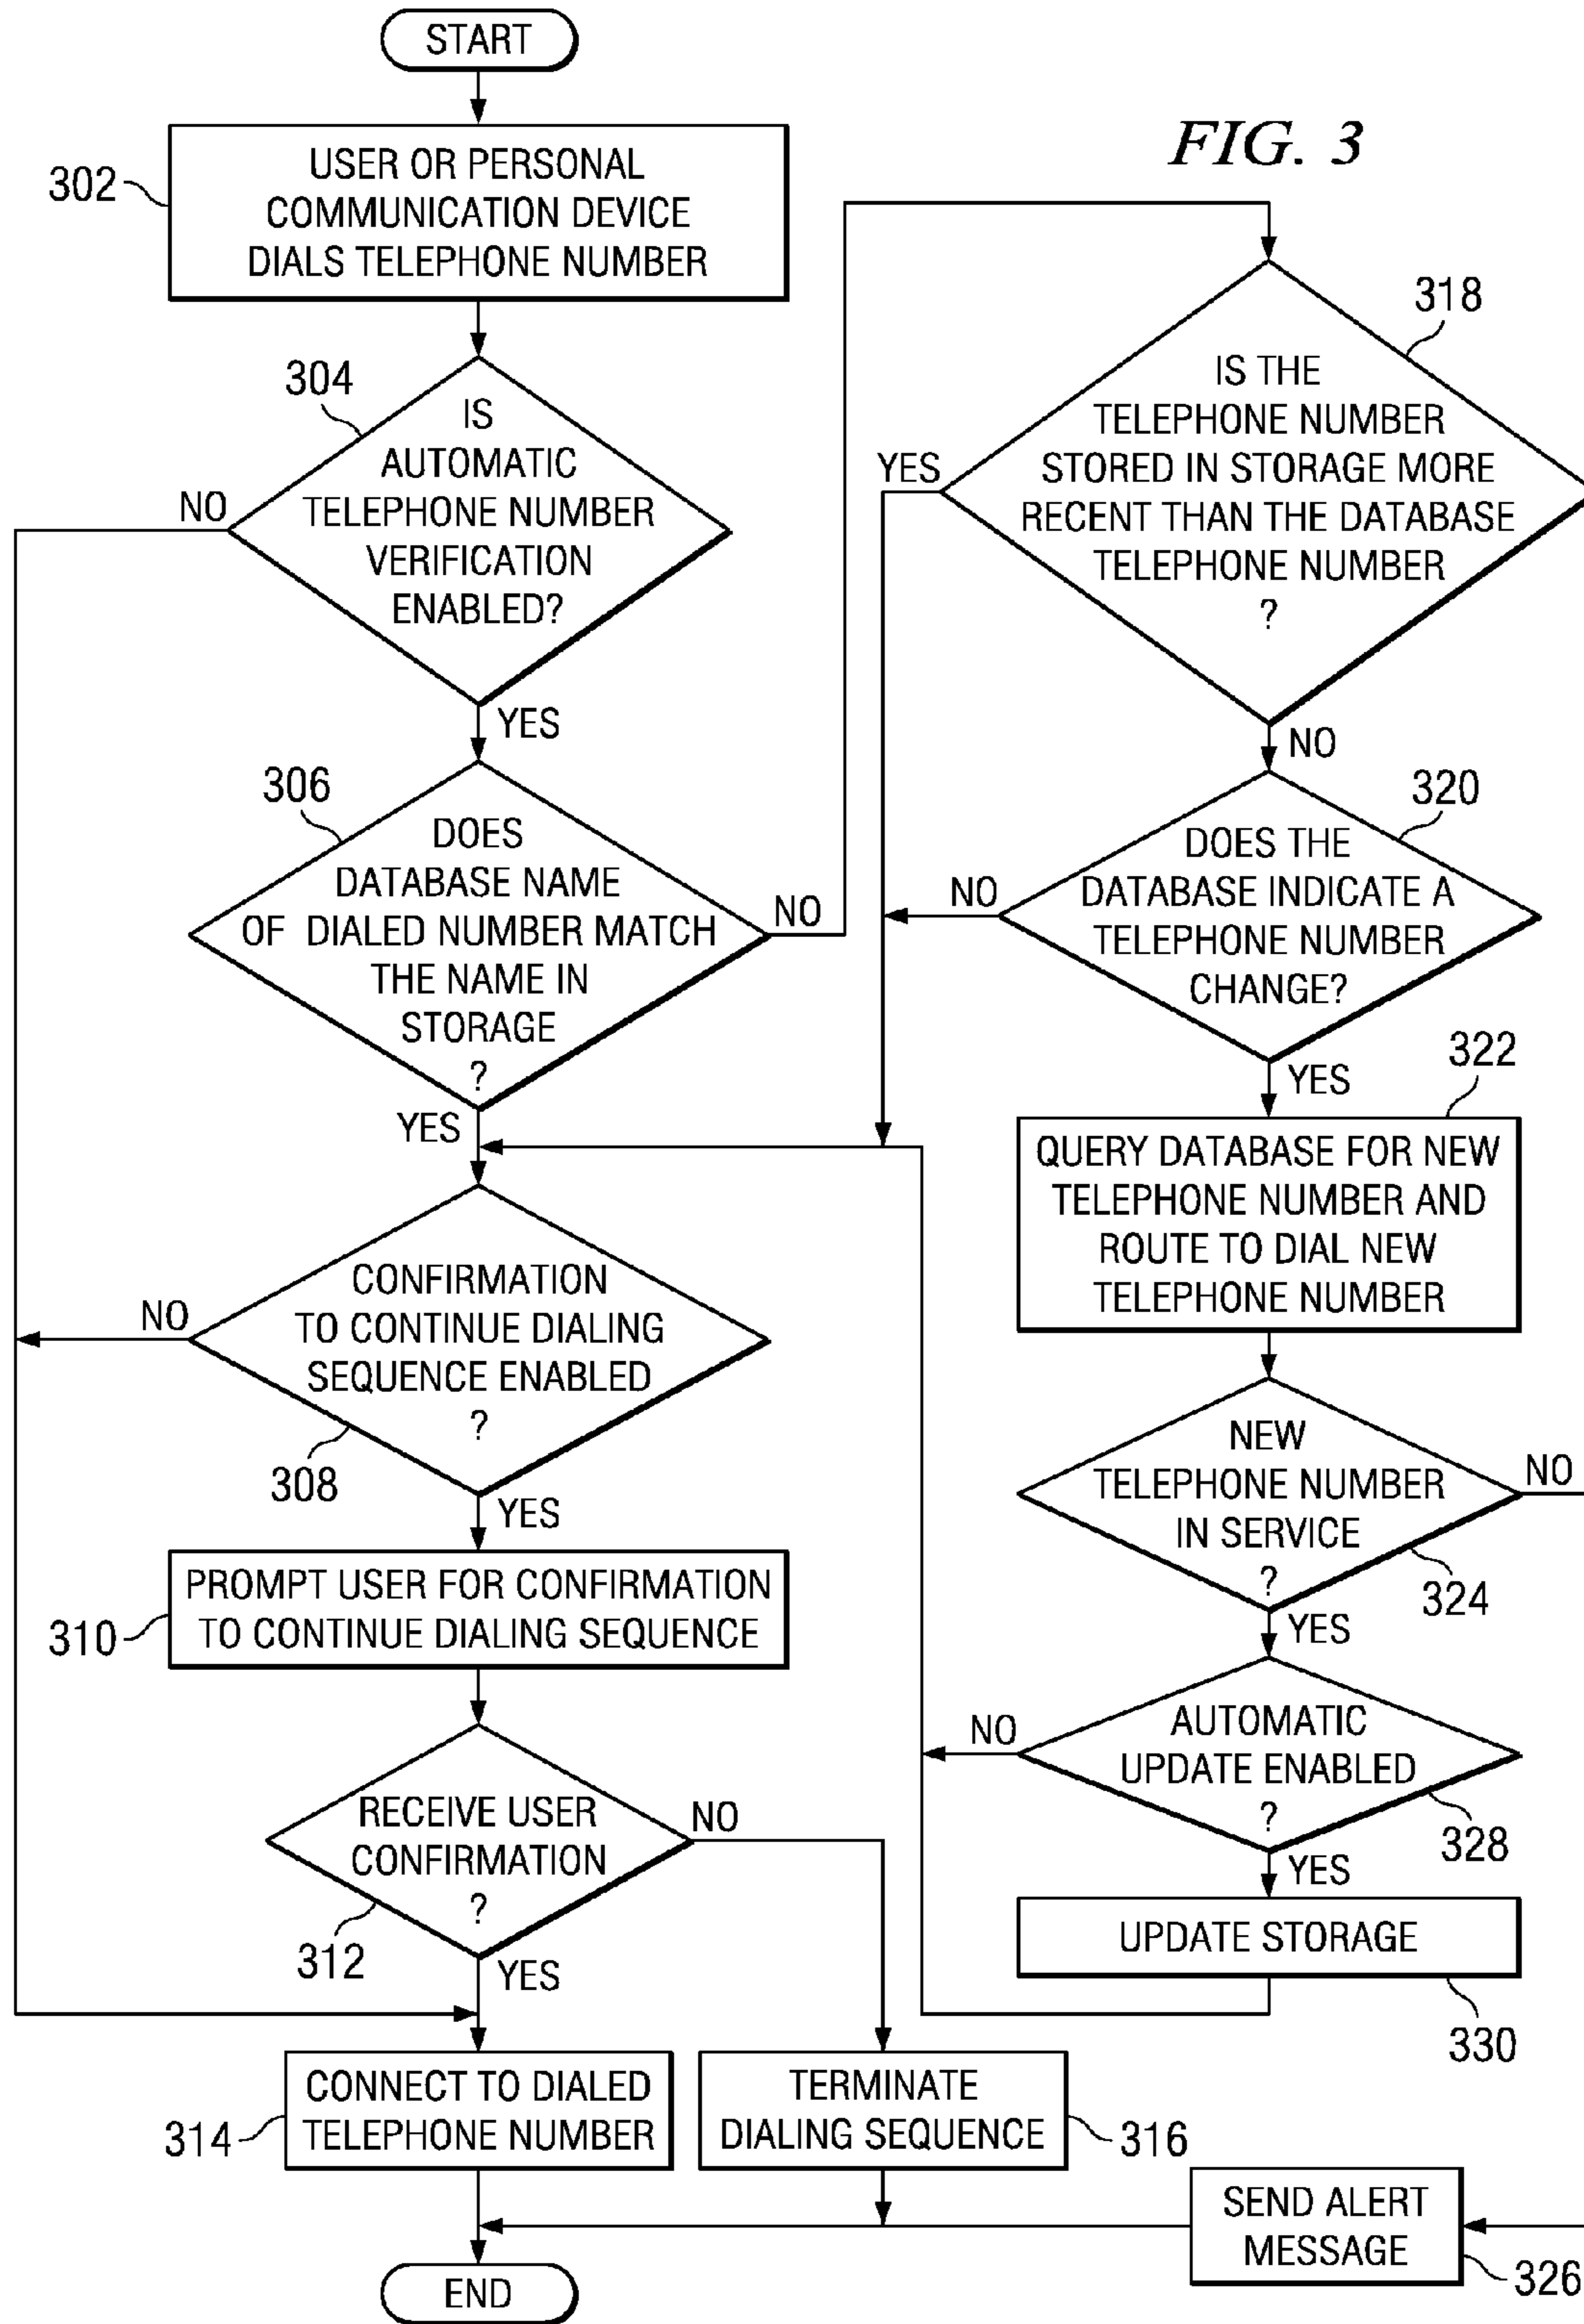 START
FIG. 3
302
USER OR PERSONAL
COMMUNICATION DEVICE
DIALS TELEPHONE NUMBER
304
IS
AUTOMATIC
TELEPHONE NUMBER
VERIFICATION
ENABLED?
NO
YES
306
DOES
DATABASE NAME
OF DIALED NUMBER MATCH
THE NAME IN
STORAGE
?
NO
YES
CONFIRMATION
TO CONTINUE DIALING
SEQUENCE ENABLED
?
NO
308
YES
PROMPT USER FOR CONFIRMATION
TO CONTINUE DIALING SEQUENCE
310
RECEIVE USER
CONFIRMATION
?
NO
312
YES
CONNECT TO DIALED
TELEPHONE NUMBER
314
TERMINATE
DIALING SEQUENCE
316
318
IS THE
TELEPHONE NUMBER
STORED IN STORAGE MORE
RECENT THAN THE DATABASE
TELEPHONE NUMBER
?
YES
NO
320
DOES THE
DATABASE INDICATE A
TELEPHONE NUMBER
CHANGE?
NO
YES
322
QUERY DATABASE FOR NEW
TELEPHONE NUMBER AND
ROUTE TO DIAL NEW
TELEPHONE NUMBER
NEW
TELEPHONE NUMBER
IN SERVICE
?
NO
324
YES
AUTOMATIC
UPDATE ENABLED
?
NO
328
YES
UPDATE STORAGE
330
SEND ALERT
MESSAGE
326
END